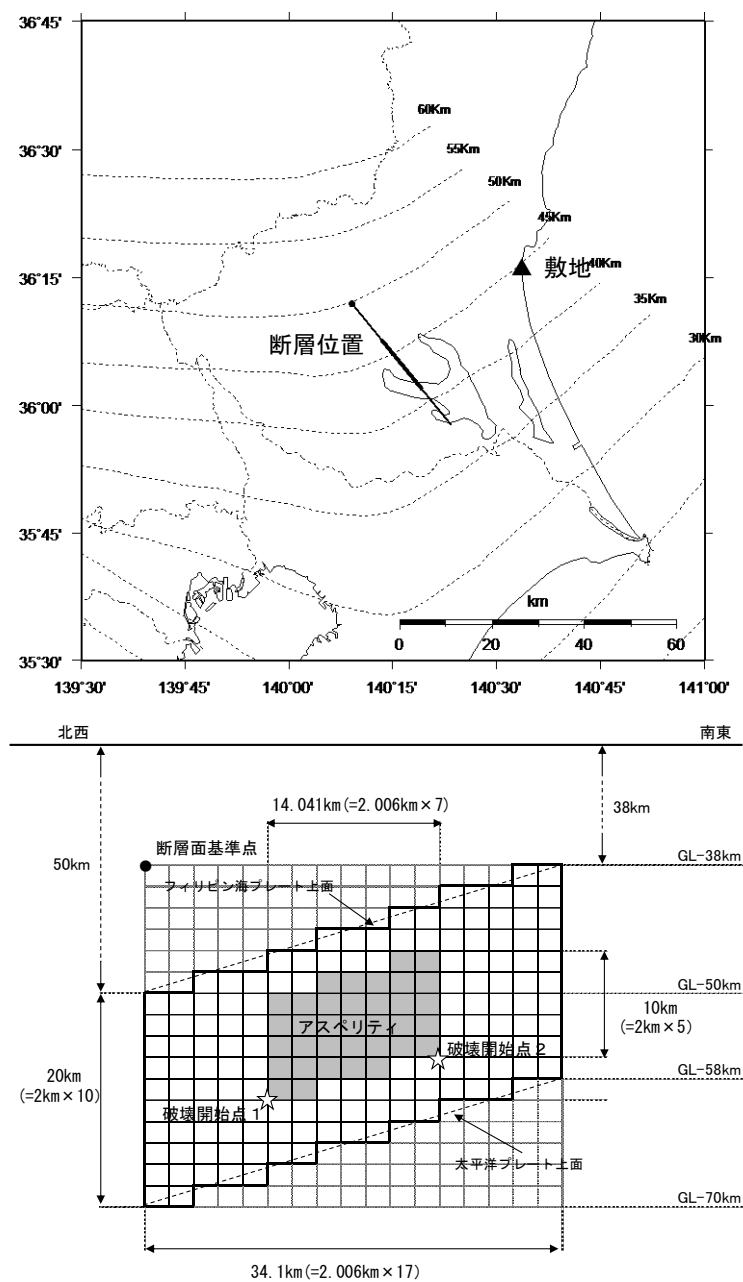 36°45'
60Km
36°30'
55Km
50Km
45Km
36°15'
敷地
40Km
35Km
断層位置
30Km
36°00'
35°45'
km
0 20 40 60
35°30'
139°30' 139°45' 140°00' 140°15' 140°30' 140°45' 141°00'
北西 南東
14.041km(=2.006km×7)
38km
断層面基準点
GL-38km
50km
フィリピン海プレート上面
GL-50km
アスペリティ
10km
(=2km×5)
破壊開始点2
20km
(=2km×10)
GL-58km
破壊開始点1
太平洋プレート上面
GL-70km
34.1km(=2.006km×17)